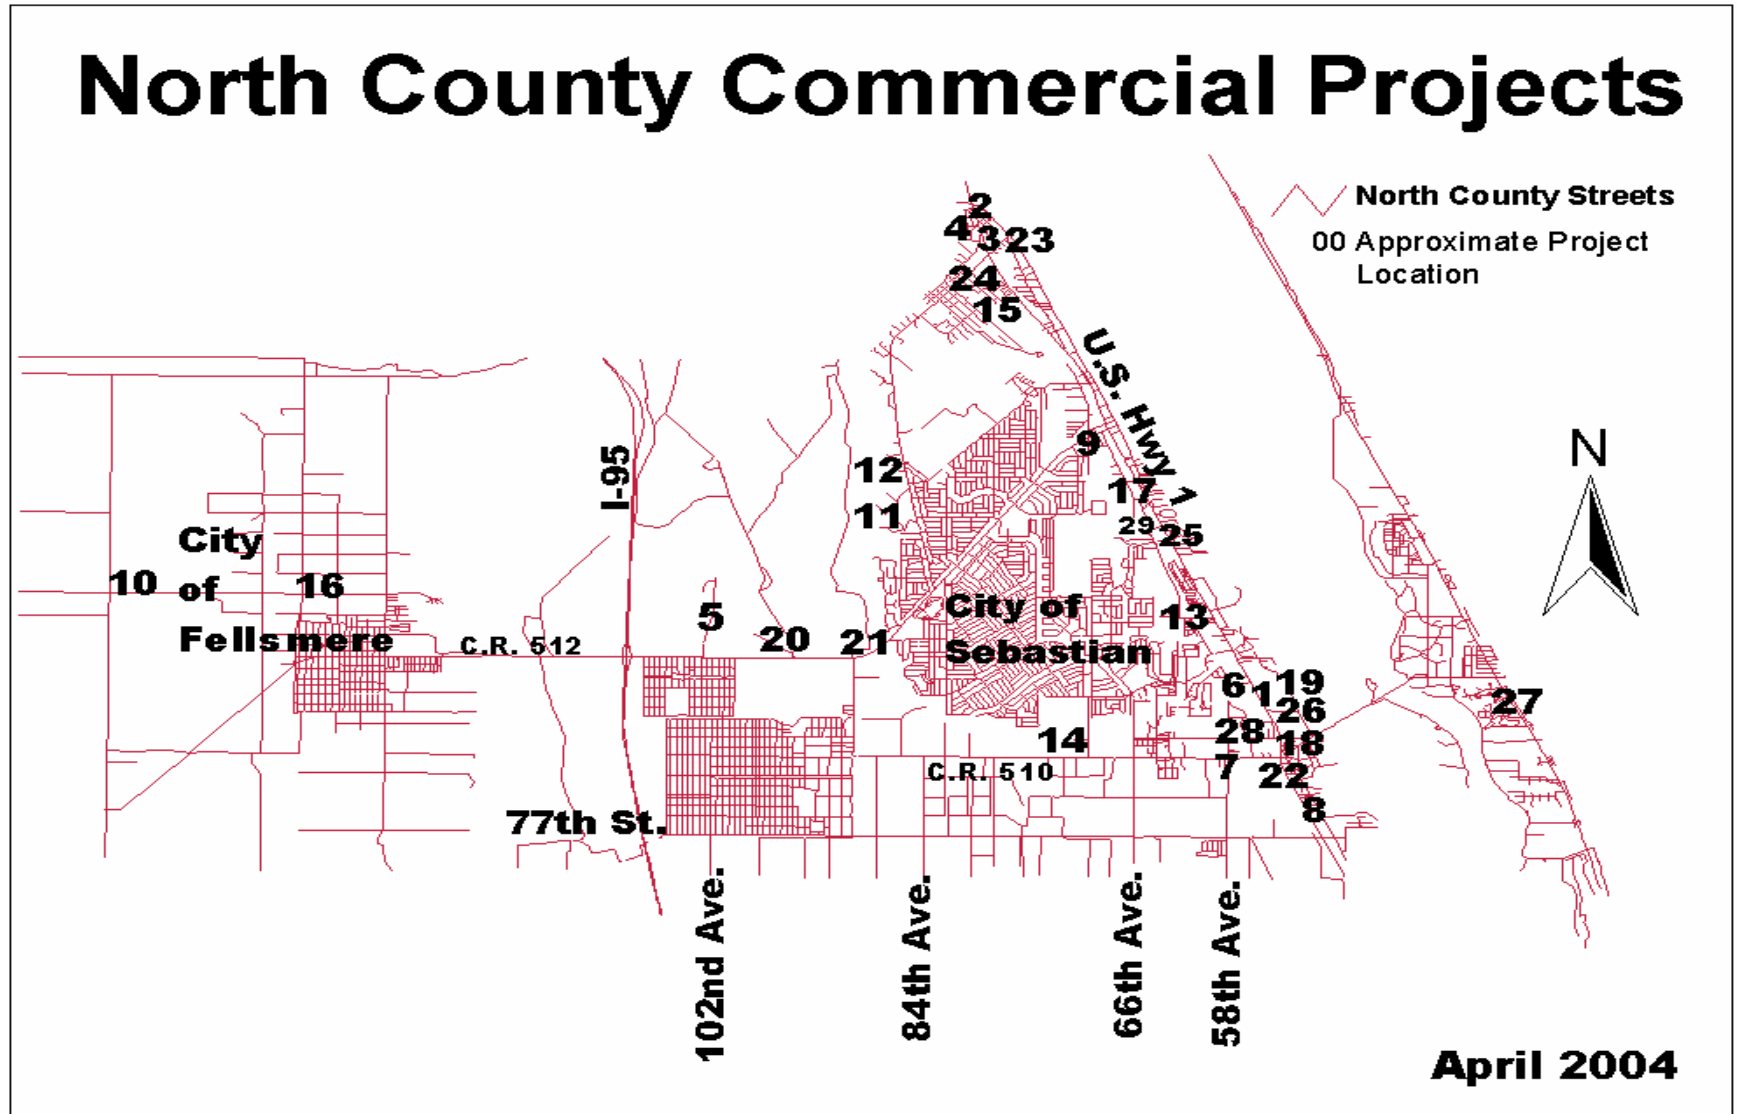 North County Commercial Projects
North County Streets
00 Approximate Project
Location
2
4
3
23
24
15
U.S. Hwy 1
9
12
17
11
29
25
I-95
N
City
of
Fellsmere
10
16
5
20
21
C.R. 512
City of
Sebastian
13
6
1
19
26
27
28
18
14
7
22
C.R. 510
8
77th St.
102nd Ave.
84th Ave.
66th Ave.
58th Ave.
April 2004